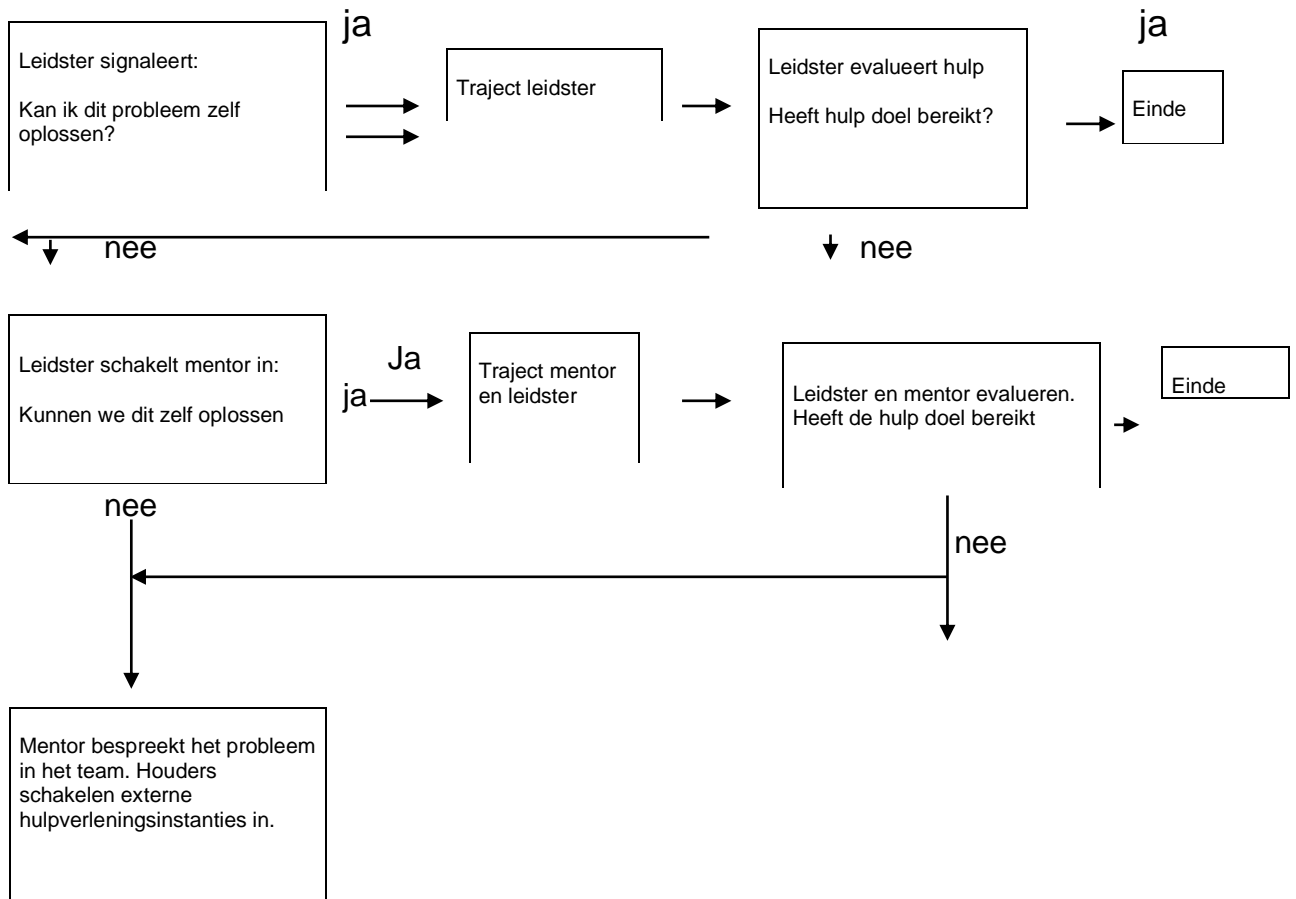 ja
ja
Leidster signaleert:
Kan ik dit probleem zelf
oplossen?
Traject leidster
Leidster evalueert hulp
Heeft hulp doel bereikt?
Einde
nee
nee
Leidster schakelt mentor in:
Kunnen we dit zelf oplossen
Ja
ja
Traject mentor
en leidster
Leidster en mentor evalueren.
Heeft de hulp doel bereikt
Einde
nee
nee
Mentor bespreekt het probleem
in het team. Houders
schakelen externe
hulpverleningsinstanties in.